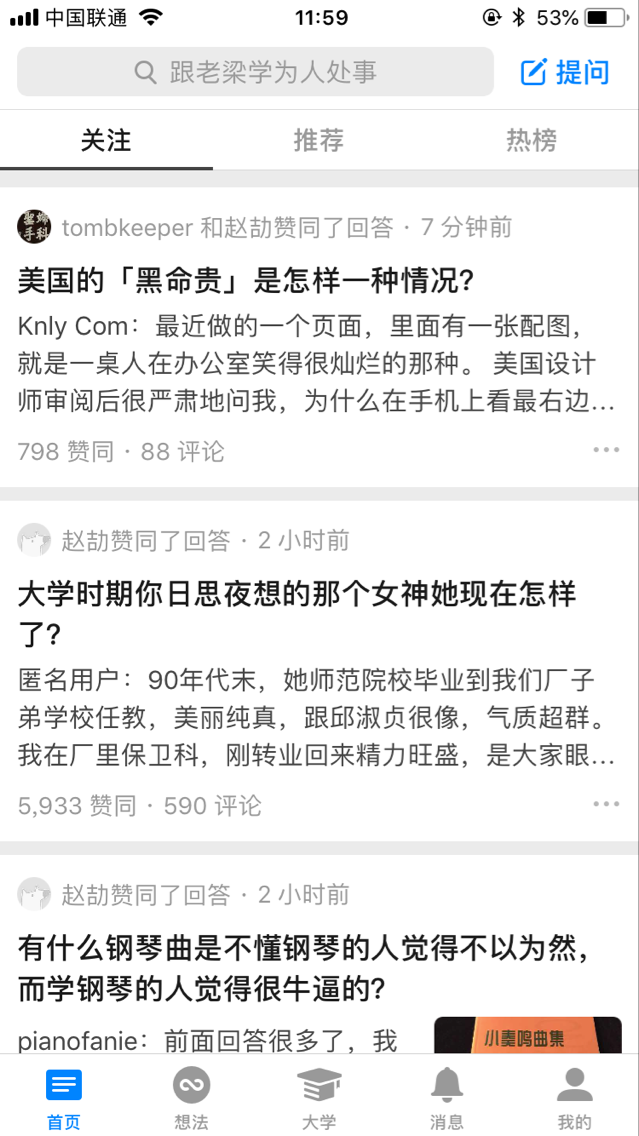 中国联通
11:59
53%
跟老梁学为人处事
提问
关注
推荐
热榜
tombkeeper 和赵劼赞同了回答 · 7 分钟前
美国的「黑命贵」是怎样一种情况?
Knly Com：最近做的一个页面，里面有一张配图，
就是一桌人在办公室笑得很灿烂的那种。 美国设计
师审阅后很严肃地问我，为什么在手机上看最右边...
798 赞同 · 88 评论
赵劼赞同了回答 · 2 小时前
大学时期你日思夜想的那个女神她现在怎样
了?
匿名用户：90年代末，她师范院校毕业到我们厂子
弟学校任教，美丽纯真，跟邱淑贞很像，气质超群。
我在厂里保卫科，刚转业回来精力旺盛，是大家眼...
5,933 赞同 · 590 评论
赵劼赞同了回答 · 2 小时前
有什么钢琴曲是不懂钢琴的人觉得不以为然，
而学钢琴的人觉得很牛逼的?
pianofanie：前面回答很多了，我
小奏鸣曲集
首页
想法
大学
消息
我的